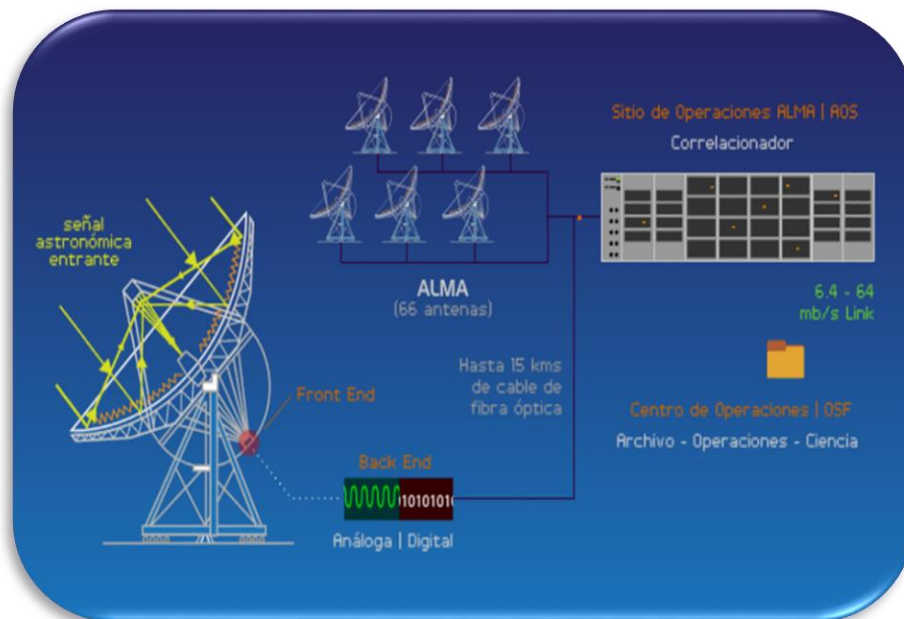 Sitio de Operaciones ALMA | AOS
Correlacionador
señal
astronómica
entrante
ALMA
(66 antenas)
6.4 - 64
mb/s Link
Hasta 15 kms
de cable de
fibra óptica
Front End
Centro de Operaciones | OSF
Archivo - Operaciones - Ciencia
Back End
01010101
Análoga | Digital